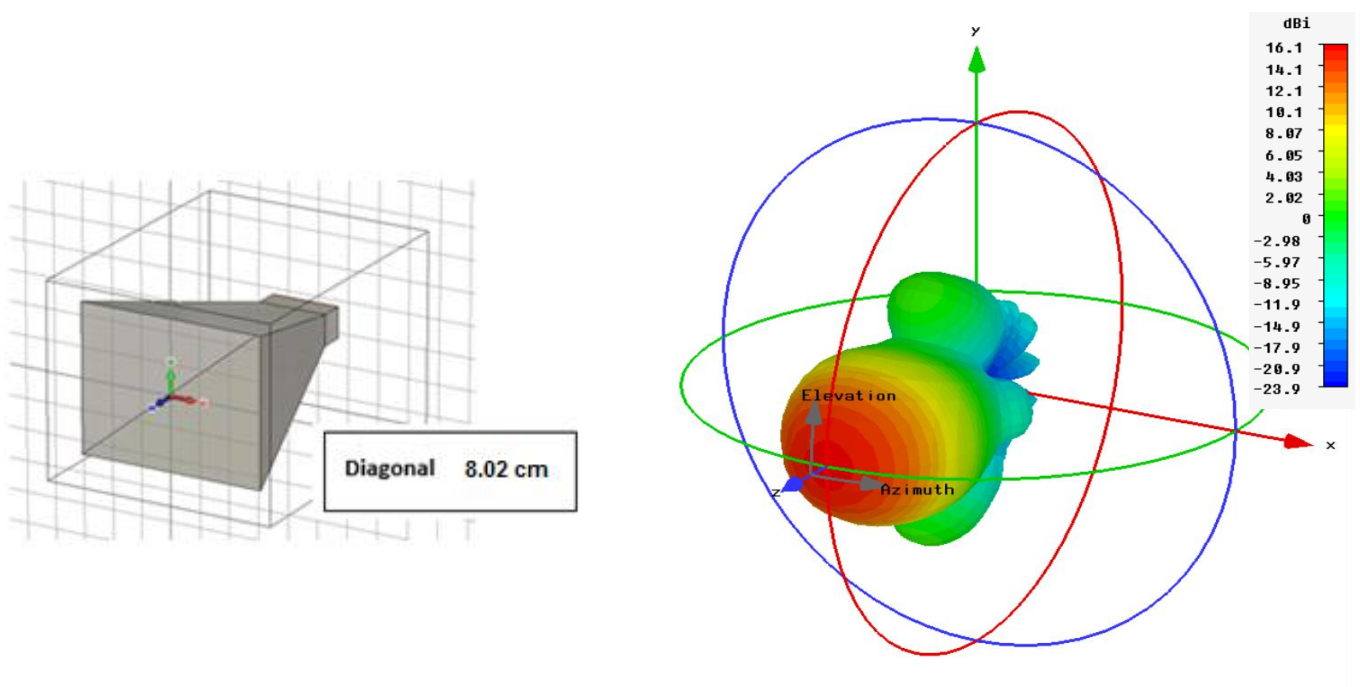 Diagonal 8.02 cm
y
x
z
Elevation
Azimuth
dBi
16.1
14.1
12.1
10.1
8.07
6.05
4.03
2.02
0
-2.98
-5.97
-8.95
-11.9
-14.9
-17.9
-20.9
-23.9